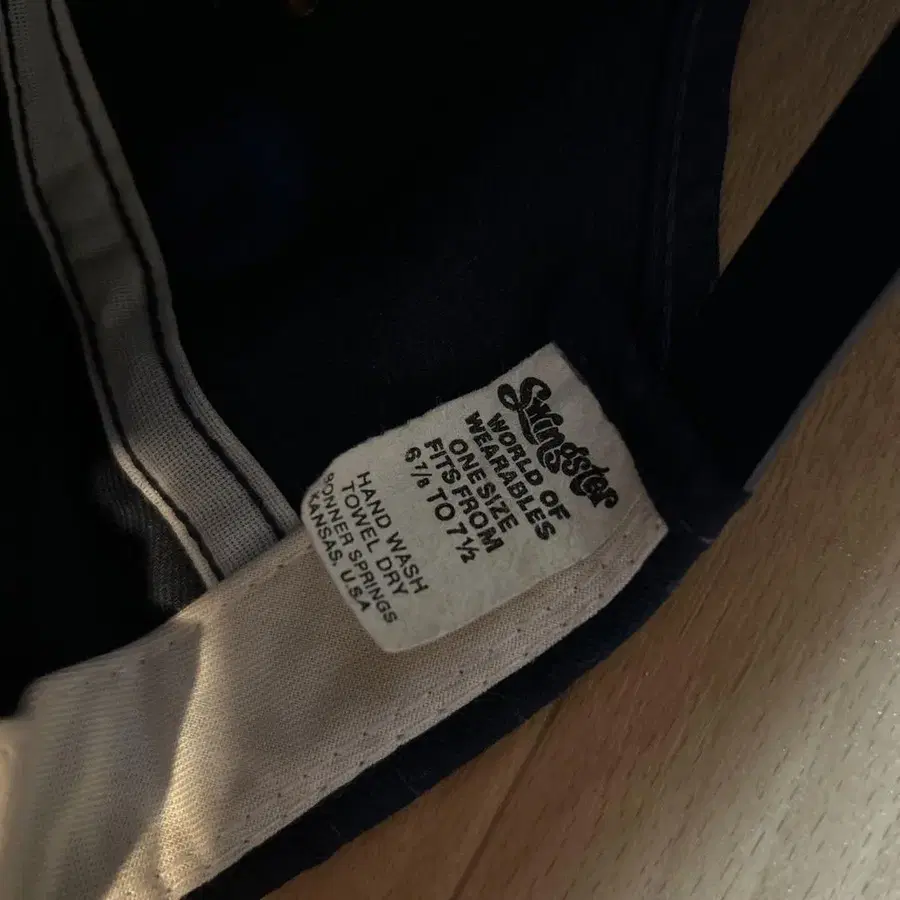 Swingster
WORLD OF
WEARABLES
ONE SIZE
FITS FROM
6 7/8 TO 7 1/2
HAND WASH
TOWEL DRY
BONNER SPRINGS
KANSAS, U.S.A